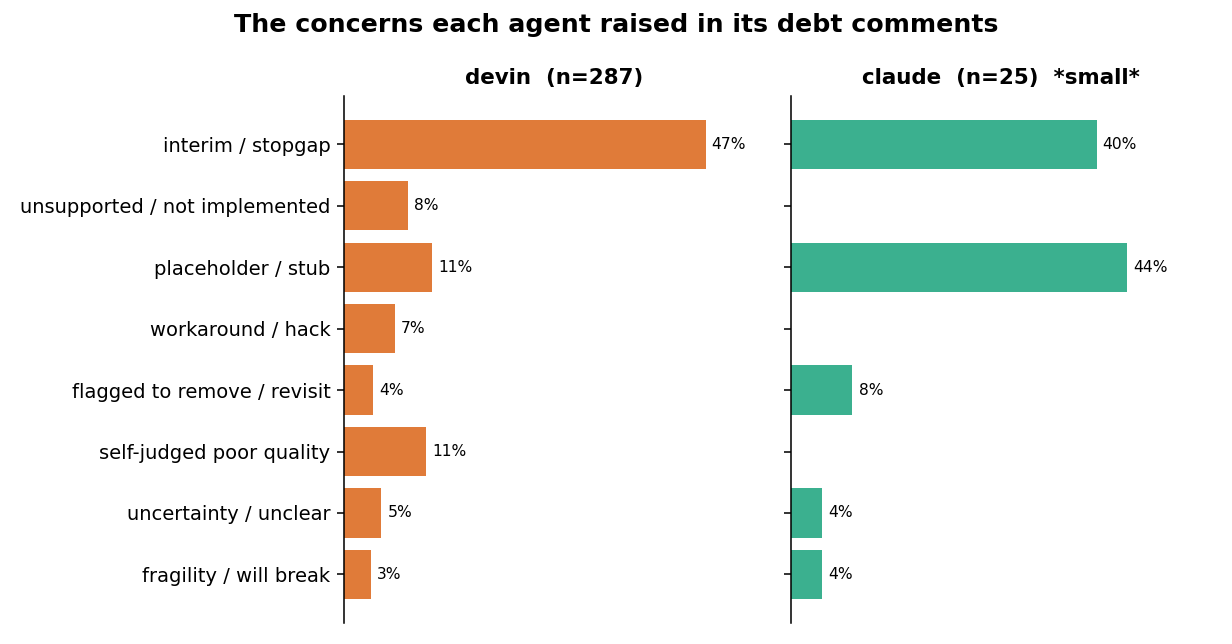 The concerns each agent raised in its debt comments
devin (n=287)
claude (n=25) *small*
interim / stopgap 47% 40%
unsupported / not implemented 8%
placeholder / stub 11% 44%
workaround / hack 7%
flagged to remove / revisit 4% 8%
self-judged poor quality 11%
uncertainty / unclear 5% 4%
fragility / will break 3% 4%